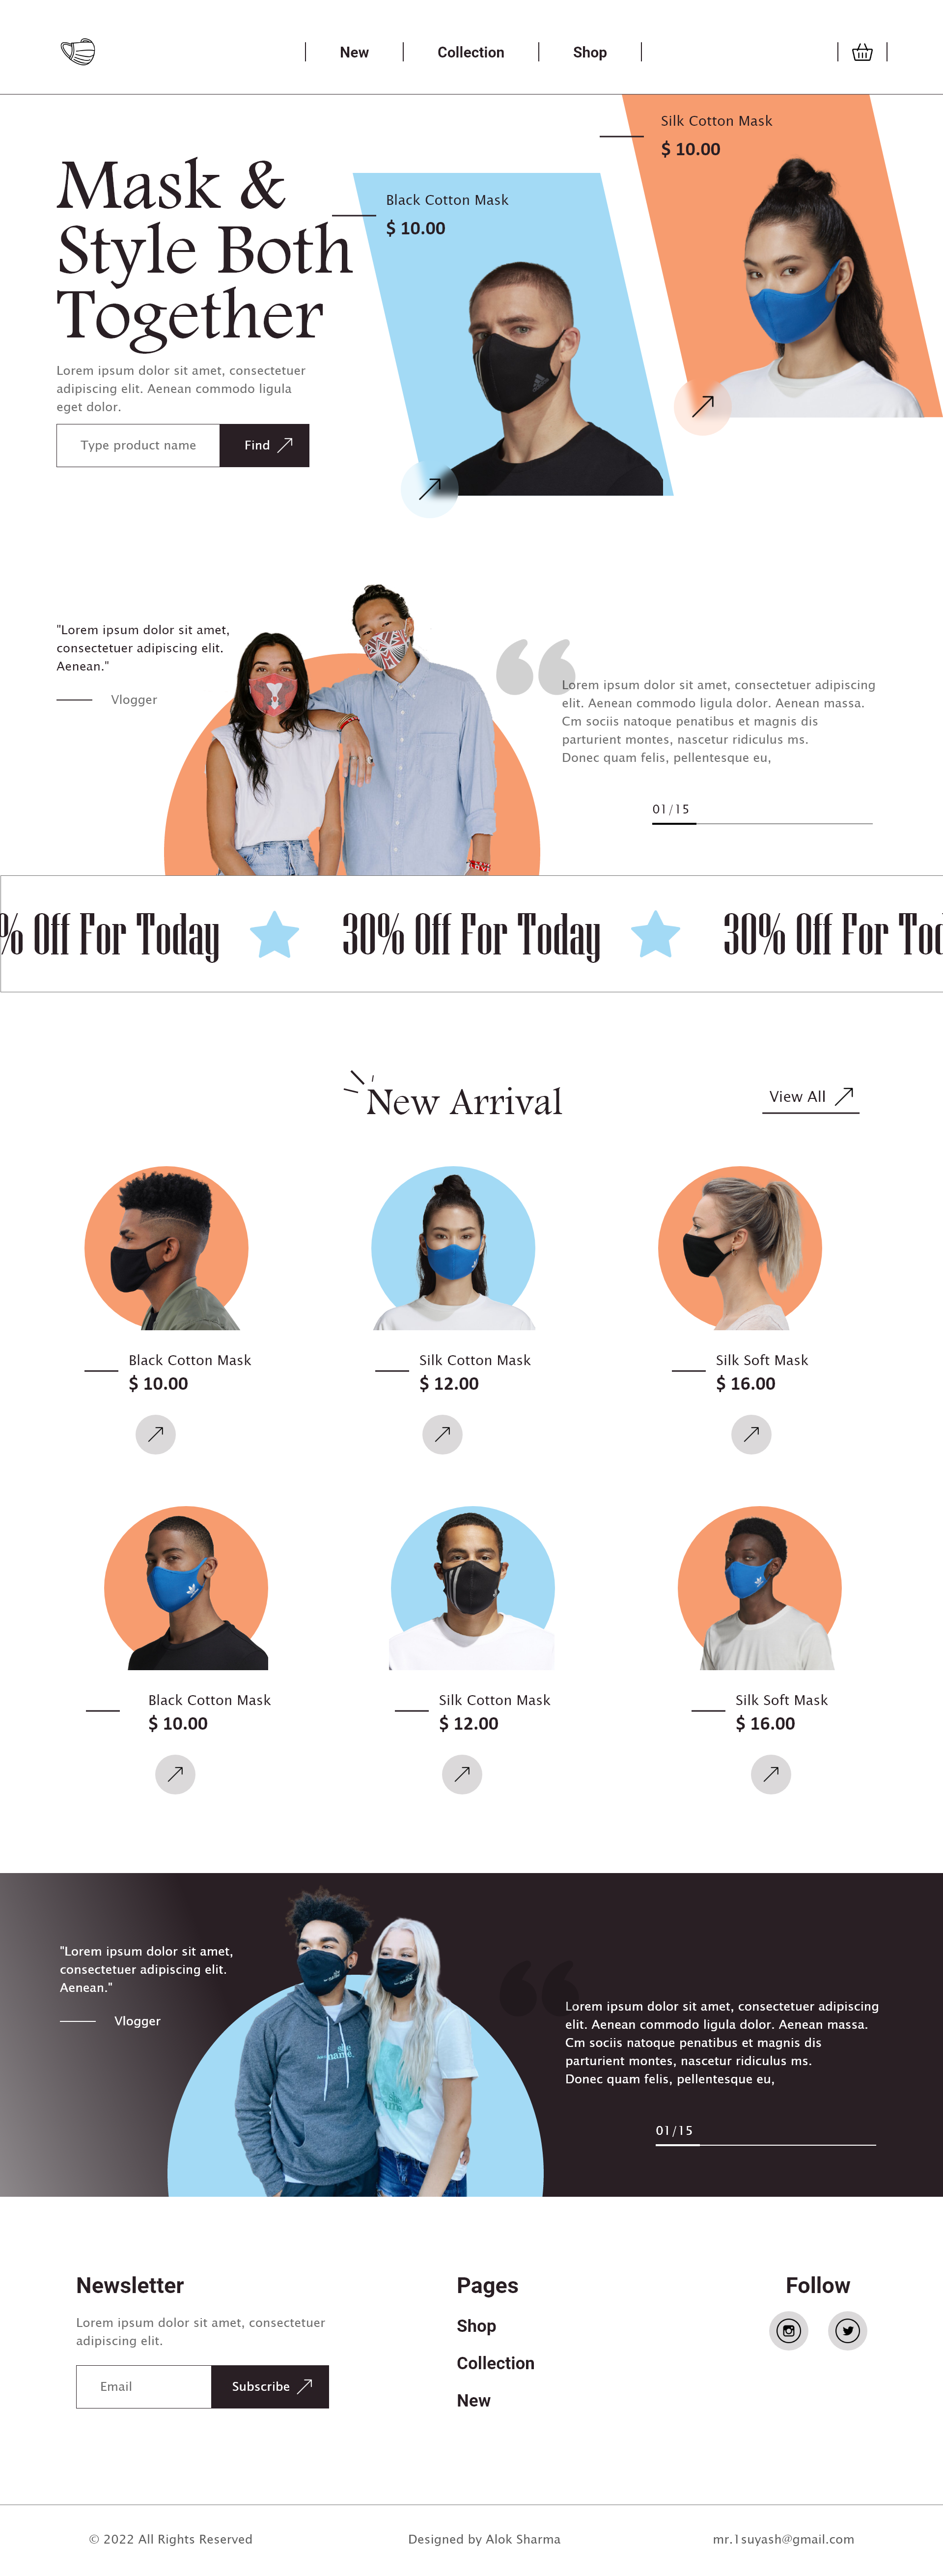 New
Collection
Shop
Mask &
Style Both
Together
Lorem ipsum dolor sit amet, consectetuer
adipiscing elit. Aenean commodo ligula
eget dolor.
Type product name
Find
Black Cotton Mask
$ 10.00
Silk Cotton Mask
$ 10.00
"Lorem ipsum dolor sit amet,
consectetuer adipiscing elit.
Aenean."
Vlogger
LOVE
Lorem ipsum dolor sit amet, consectetuer adipiscing
elit. Aenean commodo ligula dolor. Aenean massa.
Cm sociis natoque penatibus et magnis dis
parturient montes, nascetur ridiculus ms.
Donec quam felis, pellentesque eu,
01/15
% Off For Today 30% Off For Today 30% Off For Tod
New Arrival
View All
Black Cotton Mask
$ 10.00
Silk Cotton Mask
$ 12.00
Silk Soft Mask
$ 16.00
Black Cotton Mask
$ 10.00
Silk Cotton Mask
$ 12.00
Silk Soft Mask
$ 16.00
"Lorem ipsum dolor sit amet,
consectetuer adipiscing elit.
Aenean."
Vlogger
name.
Lorem ipsum dolor sit amet, consectetuer adipiscing
elit. Aenean commodo ligula dolor. Aenean massa.
Cm sociis natoque penatibus et magnis dis
parturient montes, nascetur ridiculus ms.
Donec quam felis, pellentesque eu,
01/15
Newsletter
Lorem ipsum dolor sit amet, consectetuer
adipiscing elit.
Email
Subscribe
Pages
Shop
Collection
New
Follow
© 2022 All Rights Reserved
Designed by Alok Sharma
mr.1suyash@gmail.com